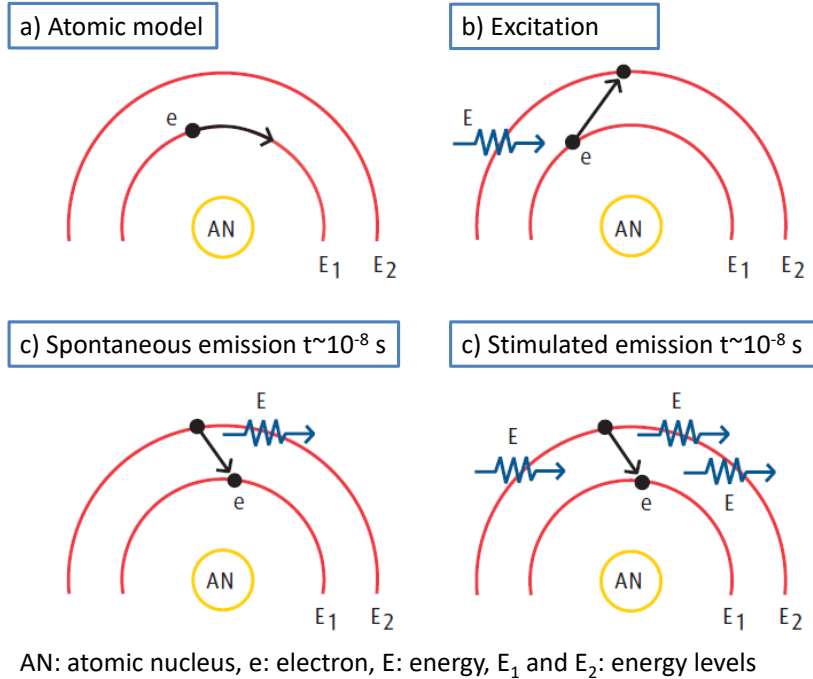 a) Atomic model
b) Excitation
e
AN
E₁ E₂
E
e
AN
E₁ E₂
c) Spontaneous emission t~10⁻⁸ s
c) Stimulated emission t~10⁻⁸ s
E
e
AN
E₁ E₂
E
E
E
e
AN
E₁ E₂
AN: atomic nucleus, e: electron, E: energy, E₁ and E₂: energy levels